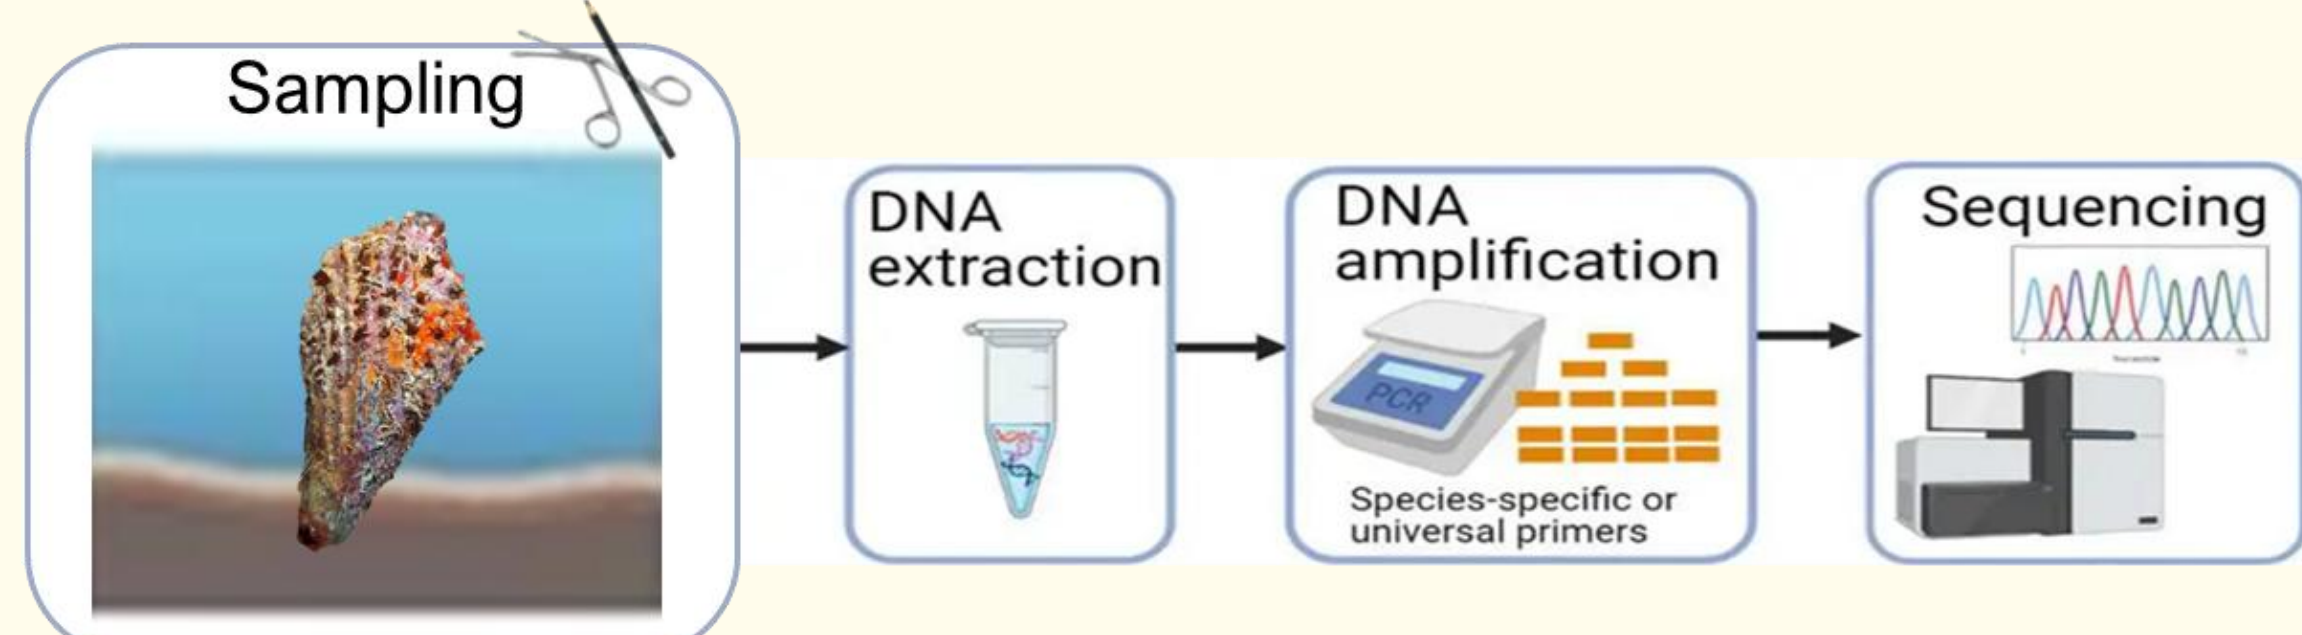 Sampling
DNA
extraction
DNA
amplification
PCR
Species-specific or
universal primers
Sequencing